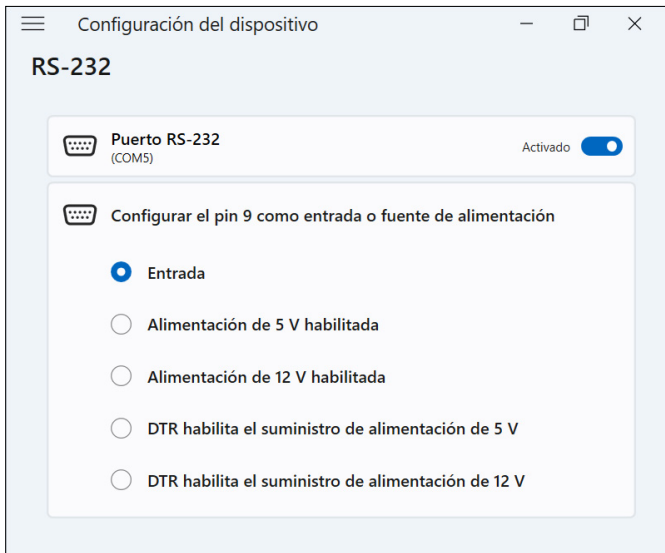 Configuración del dispositivo
RS-232
Puerto RS-232
(COM5)
Activado
Configurar el pin 9 como entrada o fuente de alimentación
Entrada
Alimentación de 5 V habilitada
Alimentación de 12 V habilitada
DTR habilita el suministro de alimentación de 5 V
DTR habilita el suministro de alimentación de 12 V